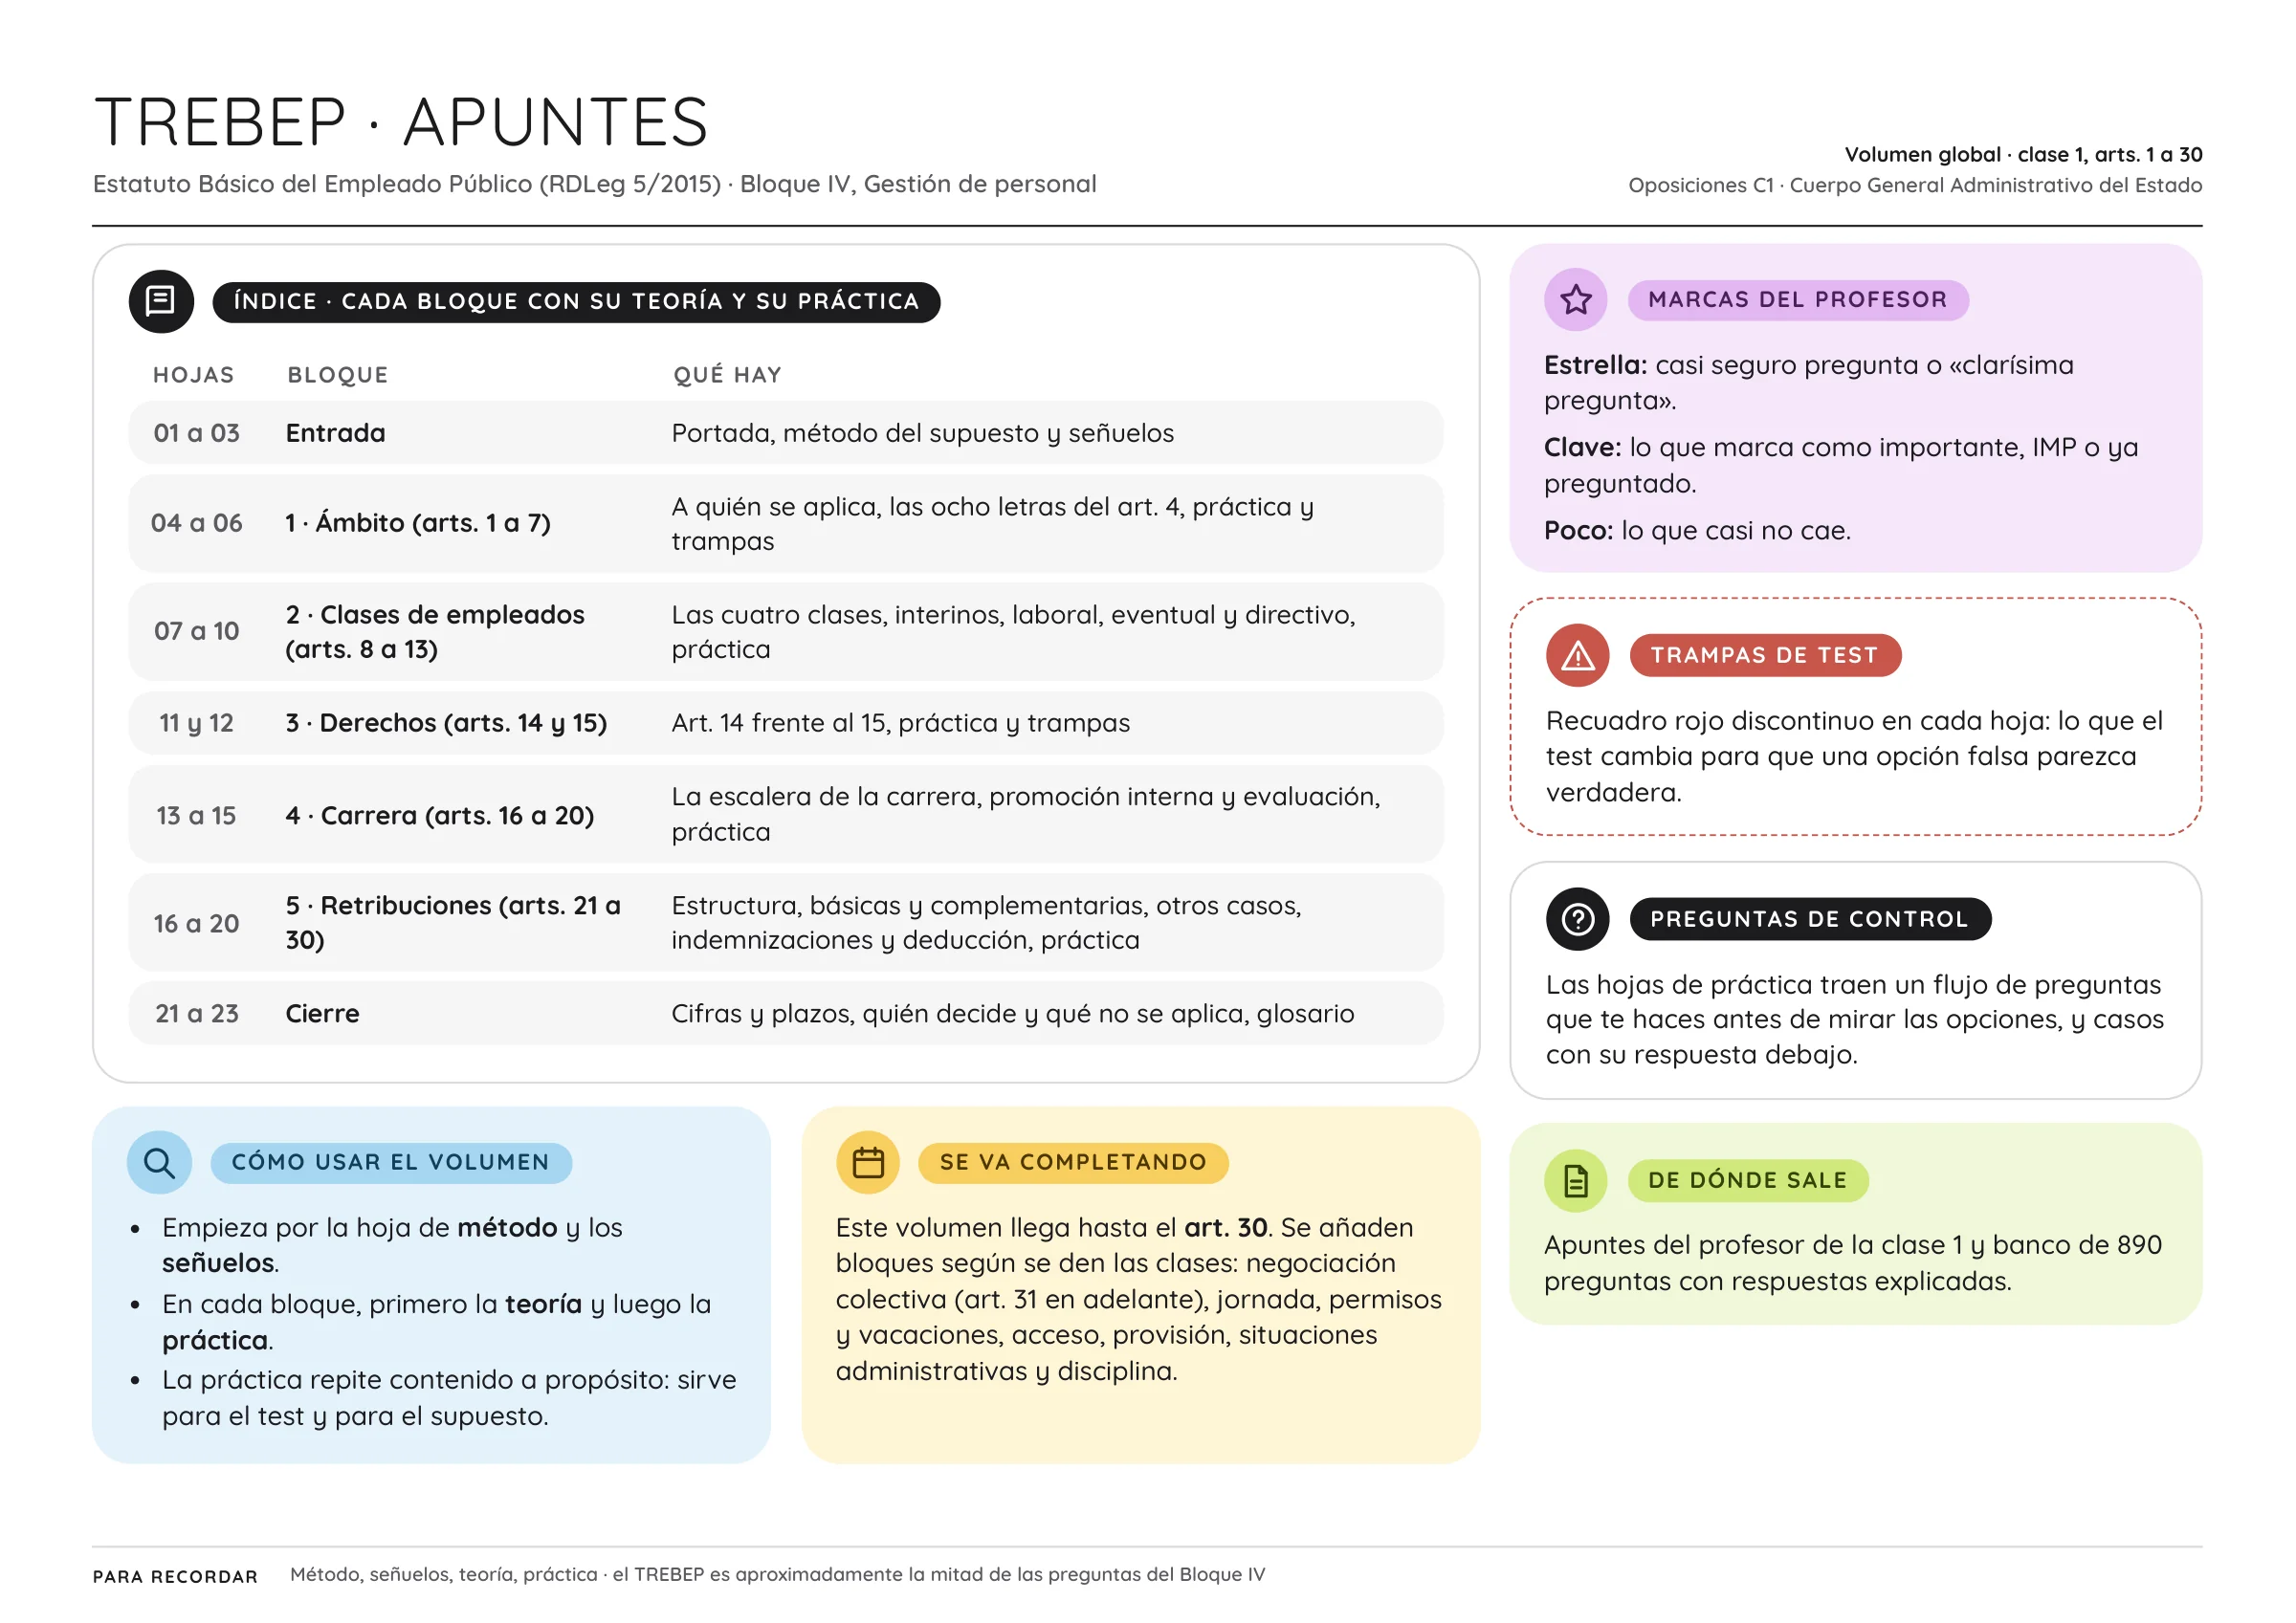 TREBEP · APUNTES
Estatuto Básico del Empleado Público (RDLeg 5/2015) · Bloque IV, Gestión de personal
Volumen global · clase 1, arts. 1 a 30
Oposiciones C1 · Cuerpo General Administrativo del Estado
ÍNDICE · CADA BLOQUE CON SU TEORÍA Y SU PRÁCTICA
HOJAS BLOQUE QUÉ HAY
01 a 03 Entrada Portada, método del supuesto y señuelos
04 a 06 1 · Ámbito (arts. 1 a 7) A quién se aplica, las ocho letras del art. 4, práctica y
trampas
07 a 10 2 · Clases de empleados
(arts. 8 a 13)
Las cuatro clases, interinos, laboral, eventual y directivo,
práctica
11 y 12 3 · Derechos (arts. 14 y 15) Art. 14 frente al 15, práctica y trampas
13 a 15 4 · Carrera (arts. 16 a 20) La escalera de la carrera, promoción interna y evaluación,
práctica
16 a 20 5 · Retribuciones (arts. 21 a
30)
Estructura, básicas y complementarias, otros casos,
indemnizaciones y deducción, práctica
21 a 23 Cierre Cifras y plazos, quién decide y qué no se aplica, glosario
CÓMO USAR EL VOLUMEN
• Empieza por la hoja de método y los
señuelos.
• En cada bloque, primero la teoría y luego la
práctica.
• La práctica repite contenido a propósito: sirve
para el test y para el supuesto.
SE VA COMPLETANDO
Este volumen llega hasta el art. 30. Se añaden
bloques según se den las clases: negociación
colectiva (art. 31 en adelante), jornada, permisos
y vacaciones, acceso, provisión, situaciones
administrativas y disciplina.
MARCAS DEL PROFESOR
Estrella: casi seguro pregunta o «clarísima
pregunta».
Clave: lo que marca como importante, IMP o ya
preguntado.
Poco: lo que casi no cae.
TRAMPAS DE TEST
Recuadro rojo discontinuo en cada hoja: lo que el
test cambia para que una opción falsa parezca
verdadera.
PREGUNTAS DE CONTROL
Las hojas de práctica traen un flujo de preguntas
que te haces antes de mirar las opciones, y casos
con su respuesta debajo.
DE DÓNDE SALE
Apuntes del profesor de la clase 1 y banco de 890
preguntas con respuestas explicadas.
PARA RECORDAR Método, señuelos, teoría, práctica · el TREBEP es aproximadamente la mitad de las preguntas del Bloque IV